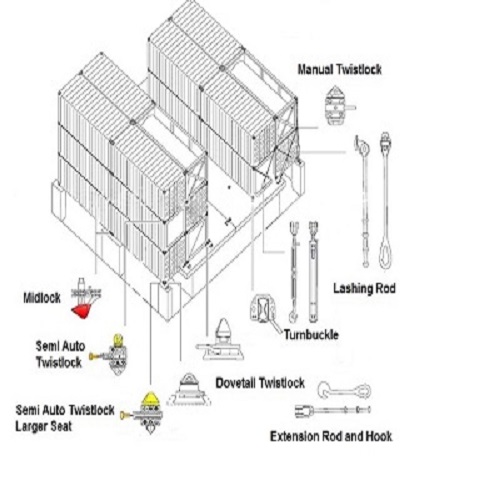 Manual Twistlock
Lashing Rod
Midlock
Turnbuckle
Semi Auto
Twistlock
Dovetail Twistlock
Semi Auto Twistlock
Larger Seat
Extension Rod and Hook